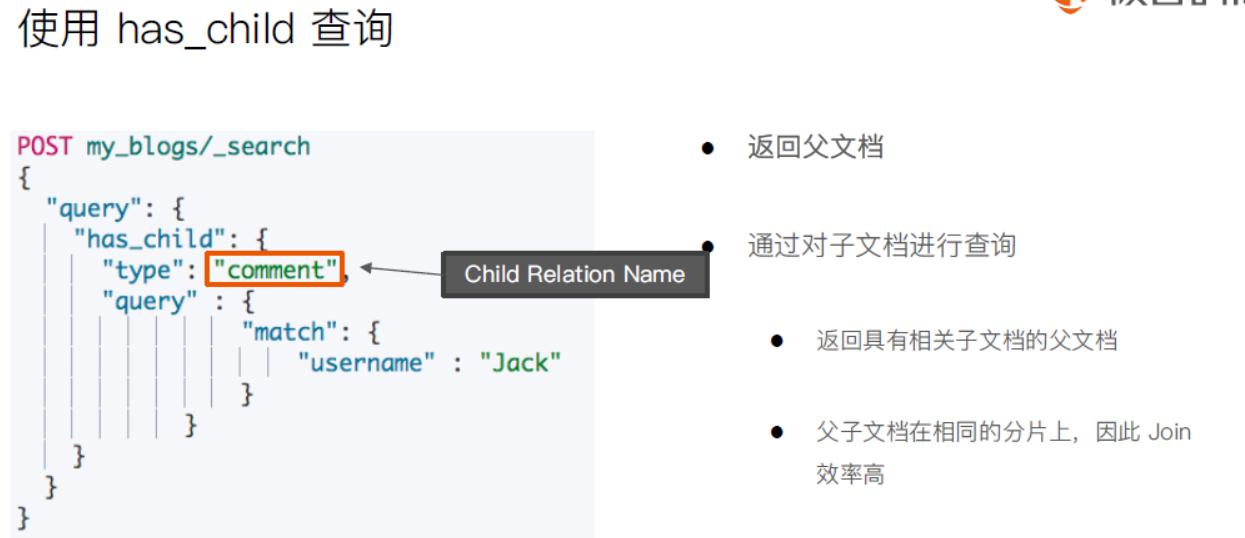 使用 has_child 查询
POST my_blogs/_search
{
"query": {
"has_child": {
"type": "comment",
"query" : {
"match": {
"username" : "Jack"
}
}
}
}
}
Child Relation Name
● 返回父文档
● 通过对子文档进行查询
● 返回具有相关子文档的父文档
● 父子文档在相同的分片上，因此 Join
效率高